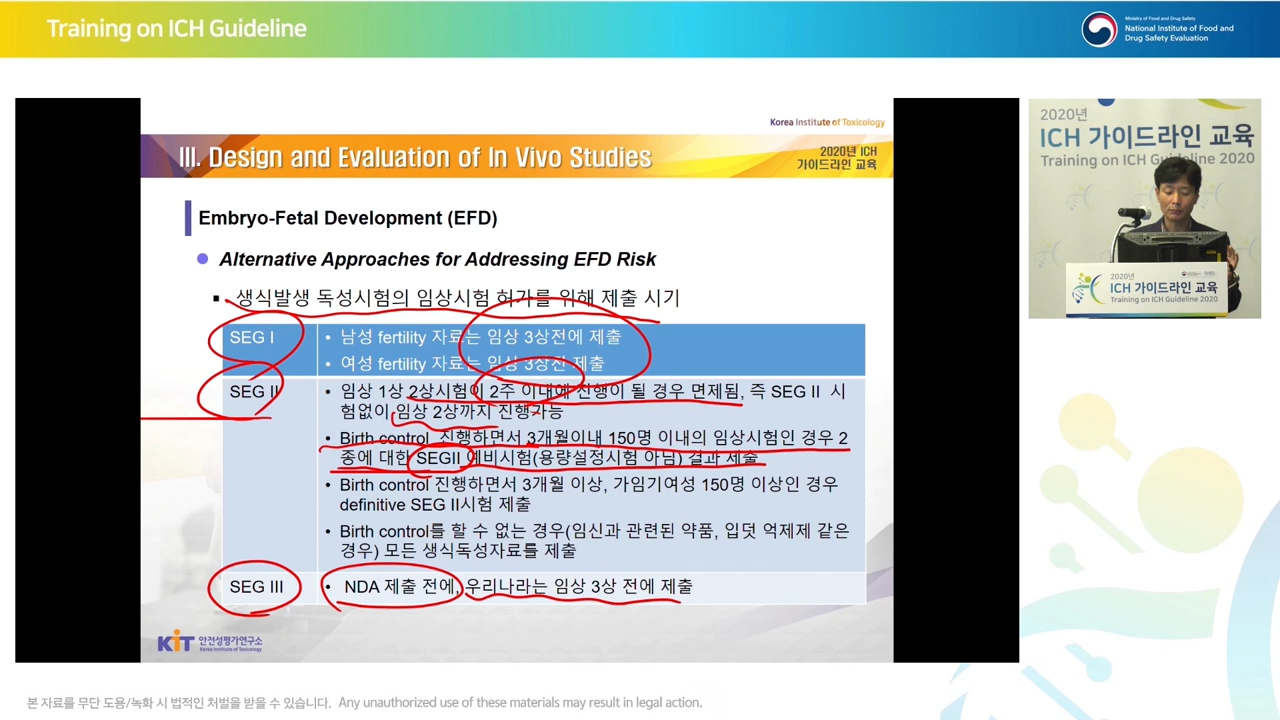 Training on ICH Guideline
Ministry of Food and Drug Safety
National Institute of Food and
Drug Safety Evaluation
Korea Institute of Toxicology
III. Design and Evaluation of In Vivo Studies
2020년 ICH
가이드라인 교육
Embryo-Fetal Development (EFD)
Alternative Approaches for Addressing EFD Risk
생식발생 독성시험의 임상시험 허가를 위해 제출 시기
SEG I
• 남성 fertility 자료는 임상 3상전에 제출
• 여성 fertility 자료는 임상 3상전 제출
SEG II
• 임상 1상 2상시험이 2주 이내에 진행이 될 경우 면제됨, 즉 SEG II 시
험없이 임상 2상까지 진행가능
• Birth control 진행하면서 3개월이내 150명 이내의 임상시험인 경우 2
종에 대한 SEGII 예비시험(용량설정시험 아님) 결과 제출
• Birth control 진행하면서 3개월 이상, 가임기여성 150명 이상인 경우
definitive SEG II시험 제출
• Birth control를 할 수 없는 경우(임신과 관련된 약품, 입덧 억제제 같은
경우) 모든 생식독성자료를 제출
SEG III
• NDA 제출 전에, 우리나라는 임상 3상 전에 제출
KIT 안전성평가연구소
Korea Institute of Toxicology
2020년
ICH 가이드라인 교육
Training on ICH Guideline 2020
2020년
ICH 가이드라인 교육
Training on ICH Guideline 2020
본 자료를 무단 도용/녹화 시 법적인 처벌을 받을 수 있습니다. Any unauthorized use of these materials may result in legal action.